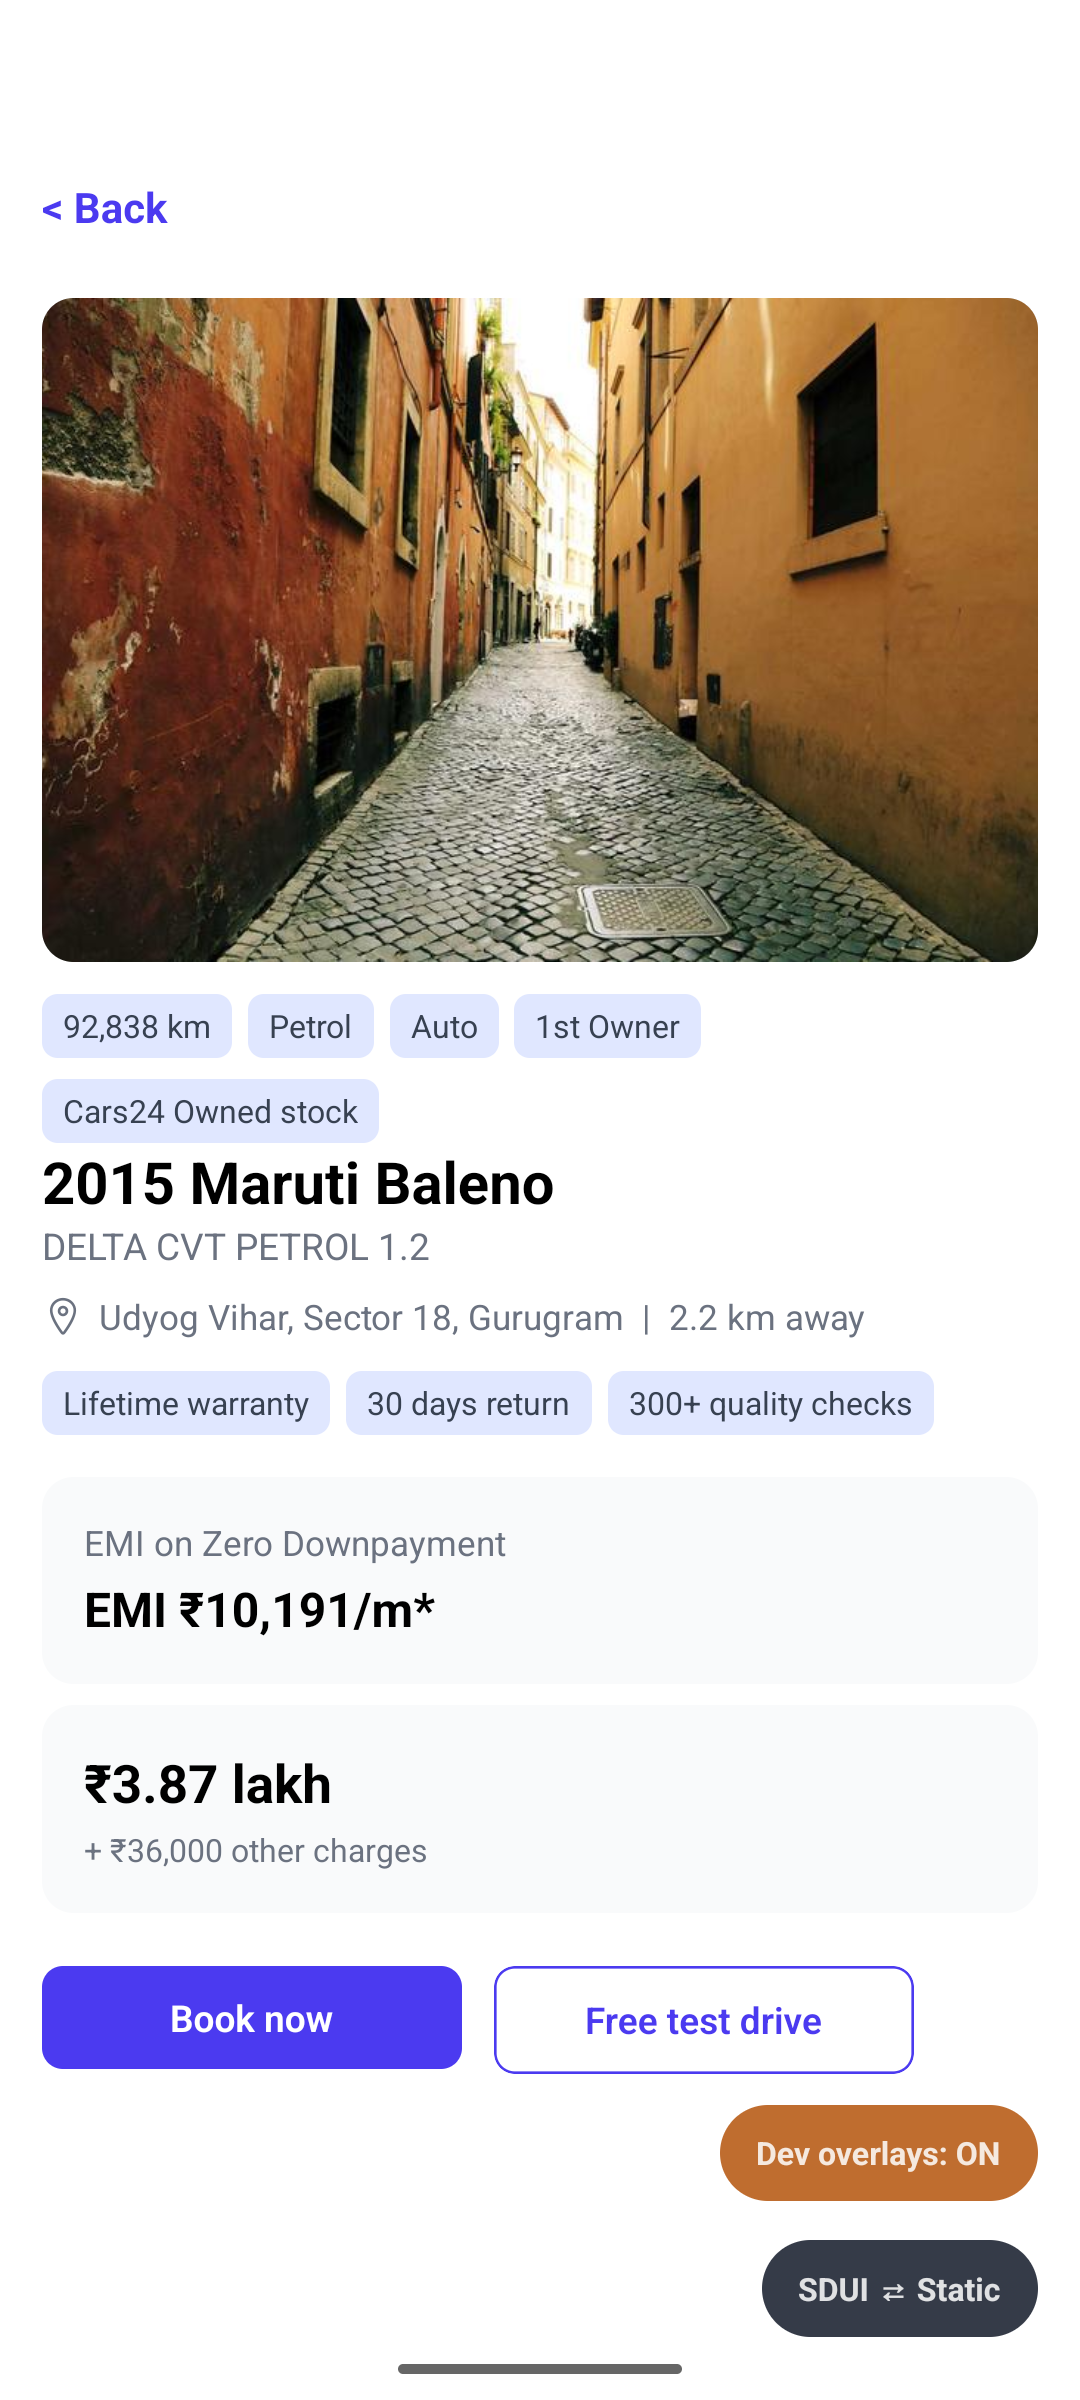 < Back
92,838 km Petrol Auto 1st Owner
Cars24 Owned stock
2015 Maruti Baleno
DELTA CVT PETROL 1.2
Udyog Vihar, Sector 18, Gurugram | 2.2 km away
Lifetime warranty 30 days return 300+ quality checks
EMI on Zero Downpayment
EMI ₹10,191/m*
₹3.87 lakh
+ ₹36,000 other charges
Book now Free test drive
Dev overlays: ON
SDUI ⇄ Static